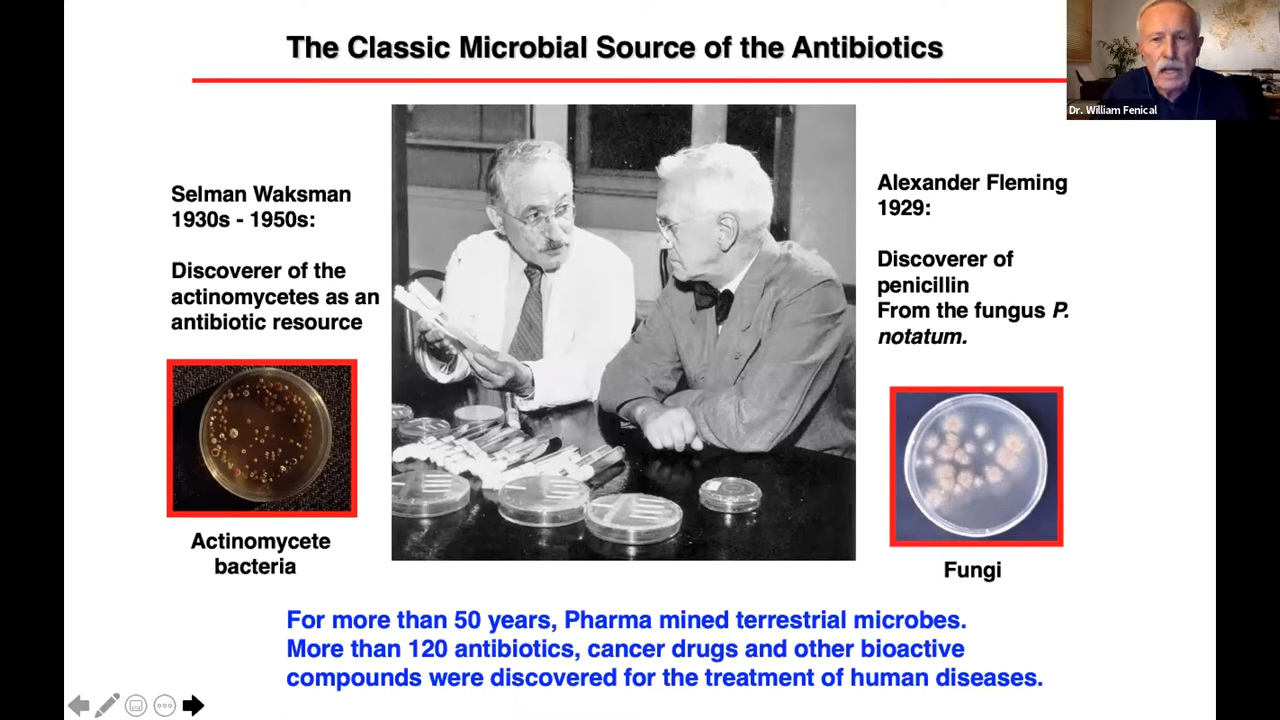 The Classic Microbial Source of the Antibiotics
Dr. William Fenical
Selman Waksman
1930s - 1950s:
Discoverer of the
actinomycetes as an
antibiotic resource
Actinomycete
bacteria
Alexander Fleming
1929:
Discoverer of
penicillin
From the fungus P.
notatum.
Fungi
For more than 50 years, Pharma mined terrestrial microbes.
More than 120 antibiotics, cancer drugs and other bioactive
compounds were discovered for the treatment of human diseases.